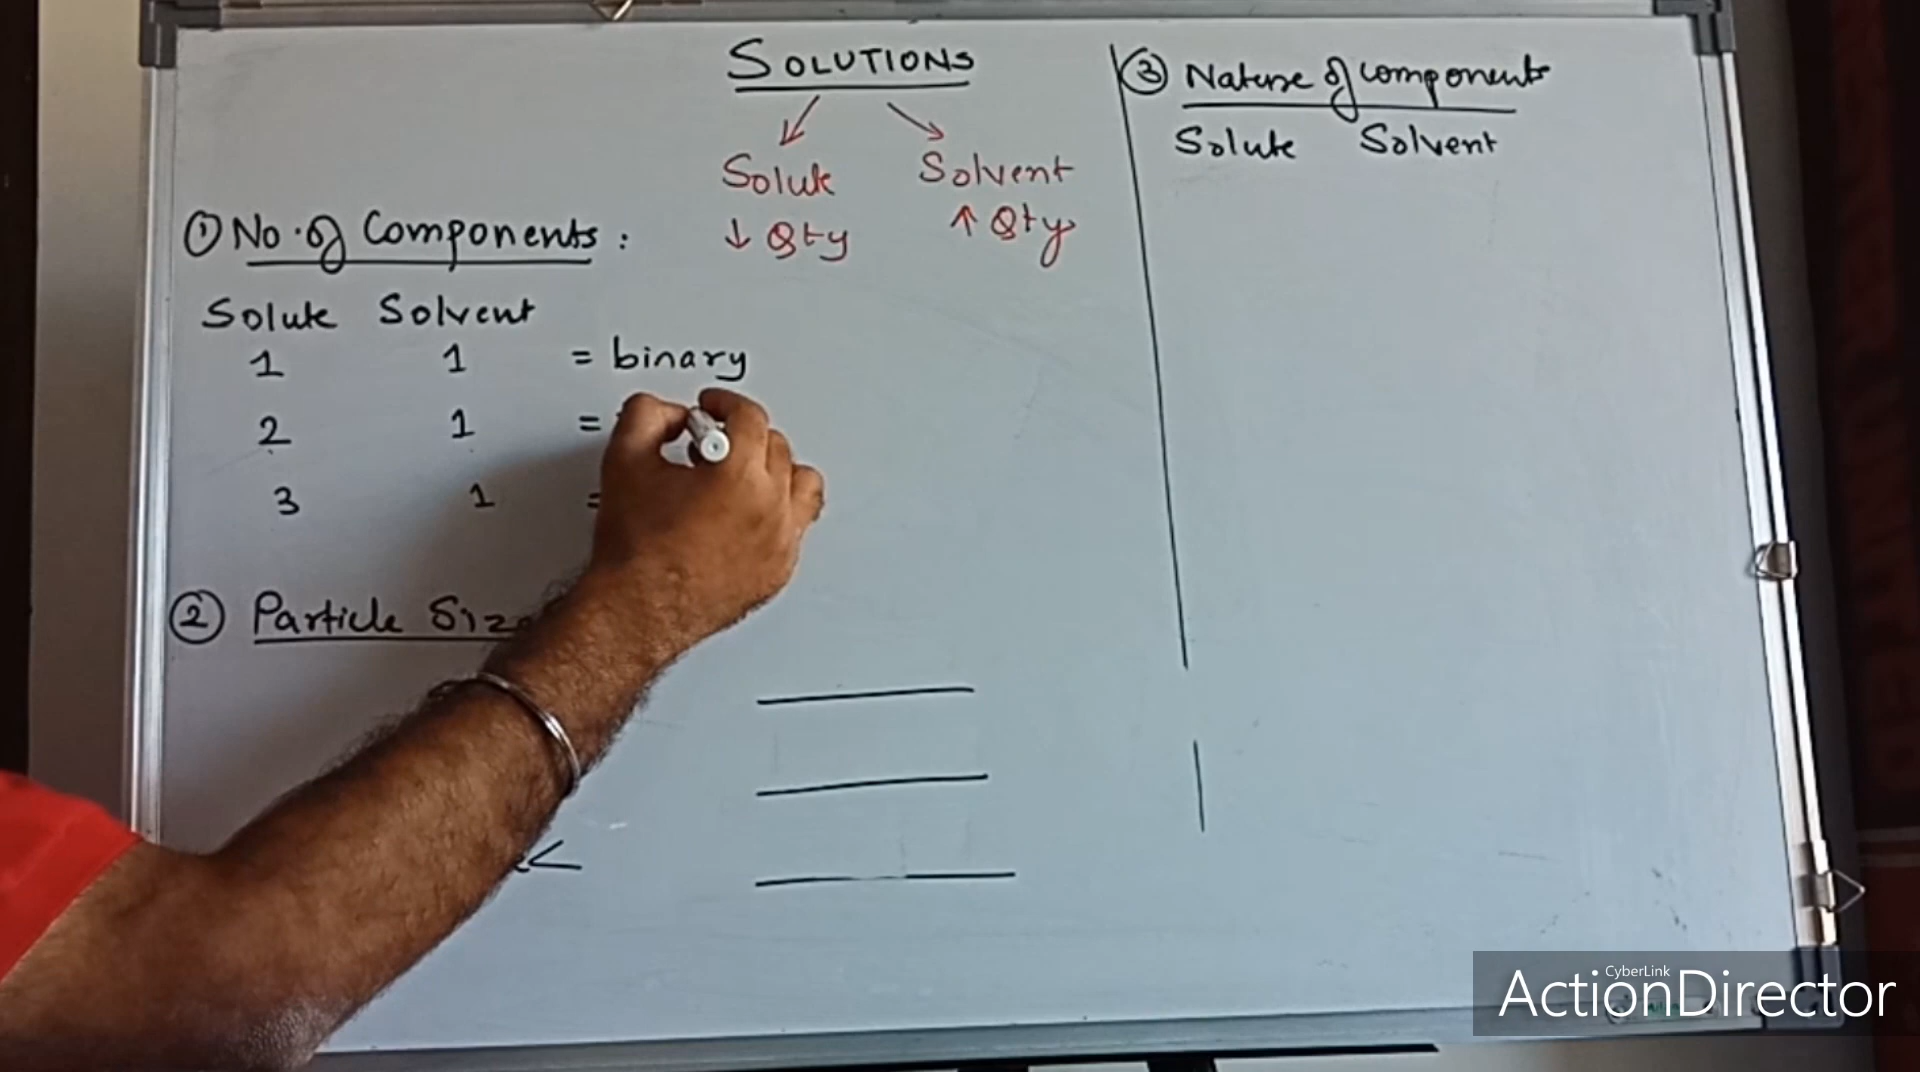 SOLUTIONS
Solute Solvent
↓ Qty ↑ Qty
① No. of Components :
Solute Solvent
1 1 = binary
2 1 =
3 1 =
② Particle Size
<
③ Nature of components
Solute Solvent
CyberLink
ActionDirector